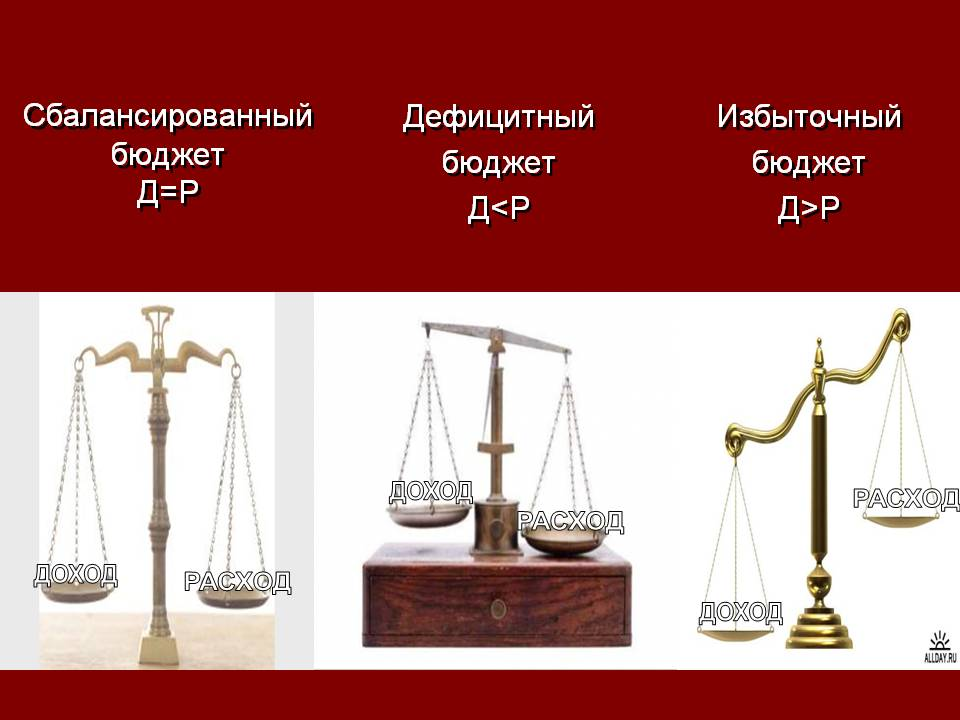 Сбалансированный
бюджет
Д=Р
Дефицитный
бюджет
Д<Р
Избыточный
бюджет
Д>Р
ДОХОД
РАСХОД
ДОХОД
РАСХОД
РАСХОД
ДОХОД
ALLDAY.RU